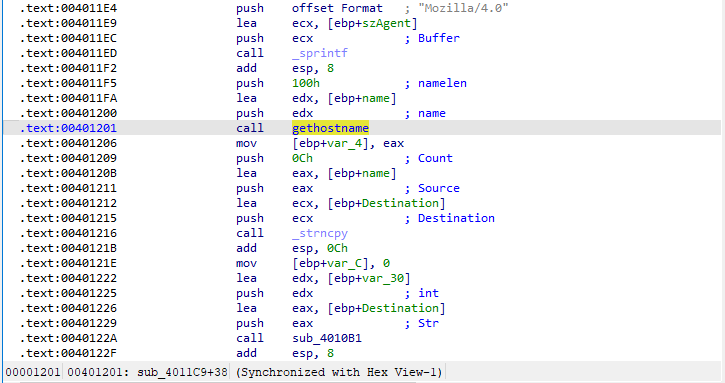 .text:004011E4 push offset Format ; "Mozilla/4.0"
.text:004011E9 lea ecx, [ebp+szAgent]
.text:004011EC push ecx ; Buffer
.text:004011ED call _sprintf
.text:004011F2 add esp, 8
.text:004011F5 push 100h ; namelen
.text:004011FA lea edx, [ebp+name]
.text:00401200 push edx ; name
.text:00401201 call gethostname
.text:00401206 mov [ebp+var_4], eax
.text:00401209 push 0Ch ; Count
.text:0040120B lea eax, [ebp+name]
.text:00401211 push eax ; Source
.text:00401212 lea ecx, [ebp+Destination]
.text:00401215 push ecx ; Destination
.text:00401216 call _strncpy
.text:0040121B add esp, 0Ch
.text:0040121E mov [ebp+var_C], 0
.text:00401222 lea edx, [ebp+var_30]
.text:00401225 push edx ; int
.text:00401226 lea eax, [ebp+Destination]
.text:00401229 push eax ; Str
.text:0040122A call sub_4010B1
.text:0040122F add esp, 8
00001201 00401201: sub_4011C9+38 (Synchronized with Hex View-1)